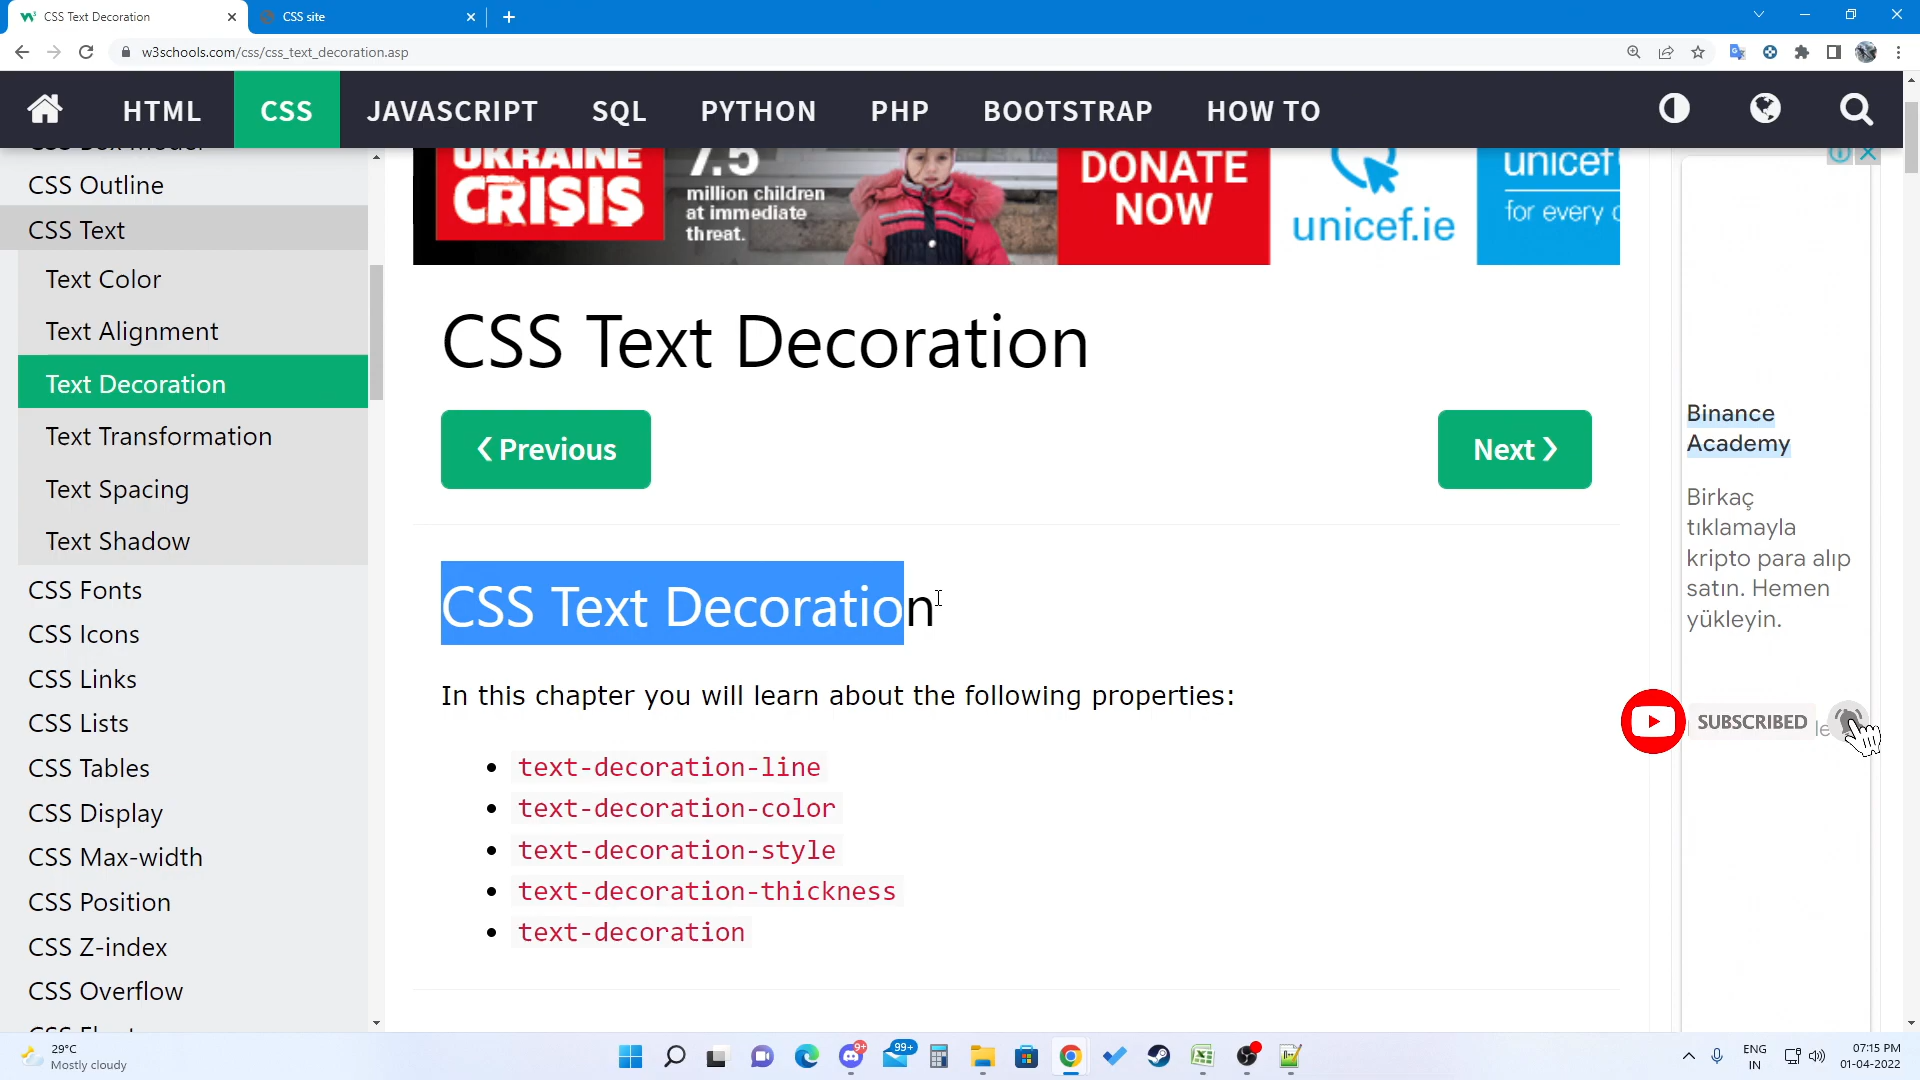 CSS Text Decoration
CSS site
w3schools.com/css/css_text_decoration.asp
HTML CSS JAVASCRIPT SQL PYTHON PHP BOOTSTRAP HOW TO
CSS Box Model
CSS Outline
CSS Text
Text Color
Text Alignment
Text Decoration
Text Transformation
Text Spacing
Text Shadow
CSS Fonts
CSS Icons
CSS Links
CSS Lists
CSS Tables
CSS Display
CSS Max-width
CSS Position
CSS Z-index
CSS Overflow
UKRAINE
CRISIS
7.5
million children
at immediate
threat.
DONATE
NOW
unicef.ie
unicef
for every c
CSS Text Decoration
❮ Previous
Next ❯
CSS Text Decoration
In this chapter you will learn about the following properties:
• text-decoration-line
• text-decoration-color
• text-decoration-style
• text-decoration-thickness
• text-decoration
Binance
Academy
Birkaç
tıklamayla
kripto para alıp
satın. Hemen
yükleyin.
SUBSCRIBED
29°C
Mostly cloudy
9+
99+
ENG
IN
07:15 PM
01-04-2022